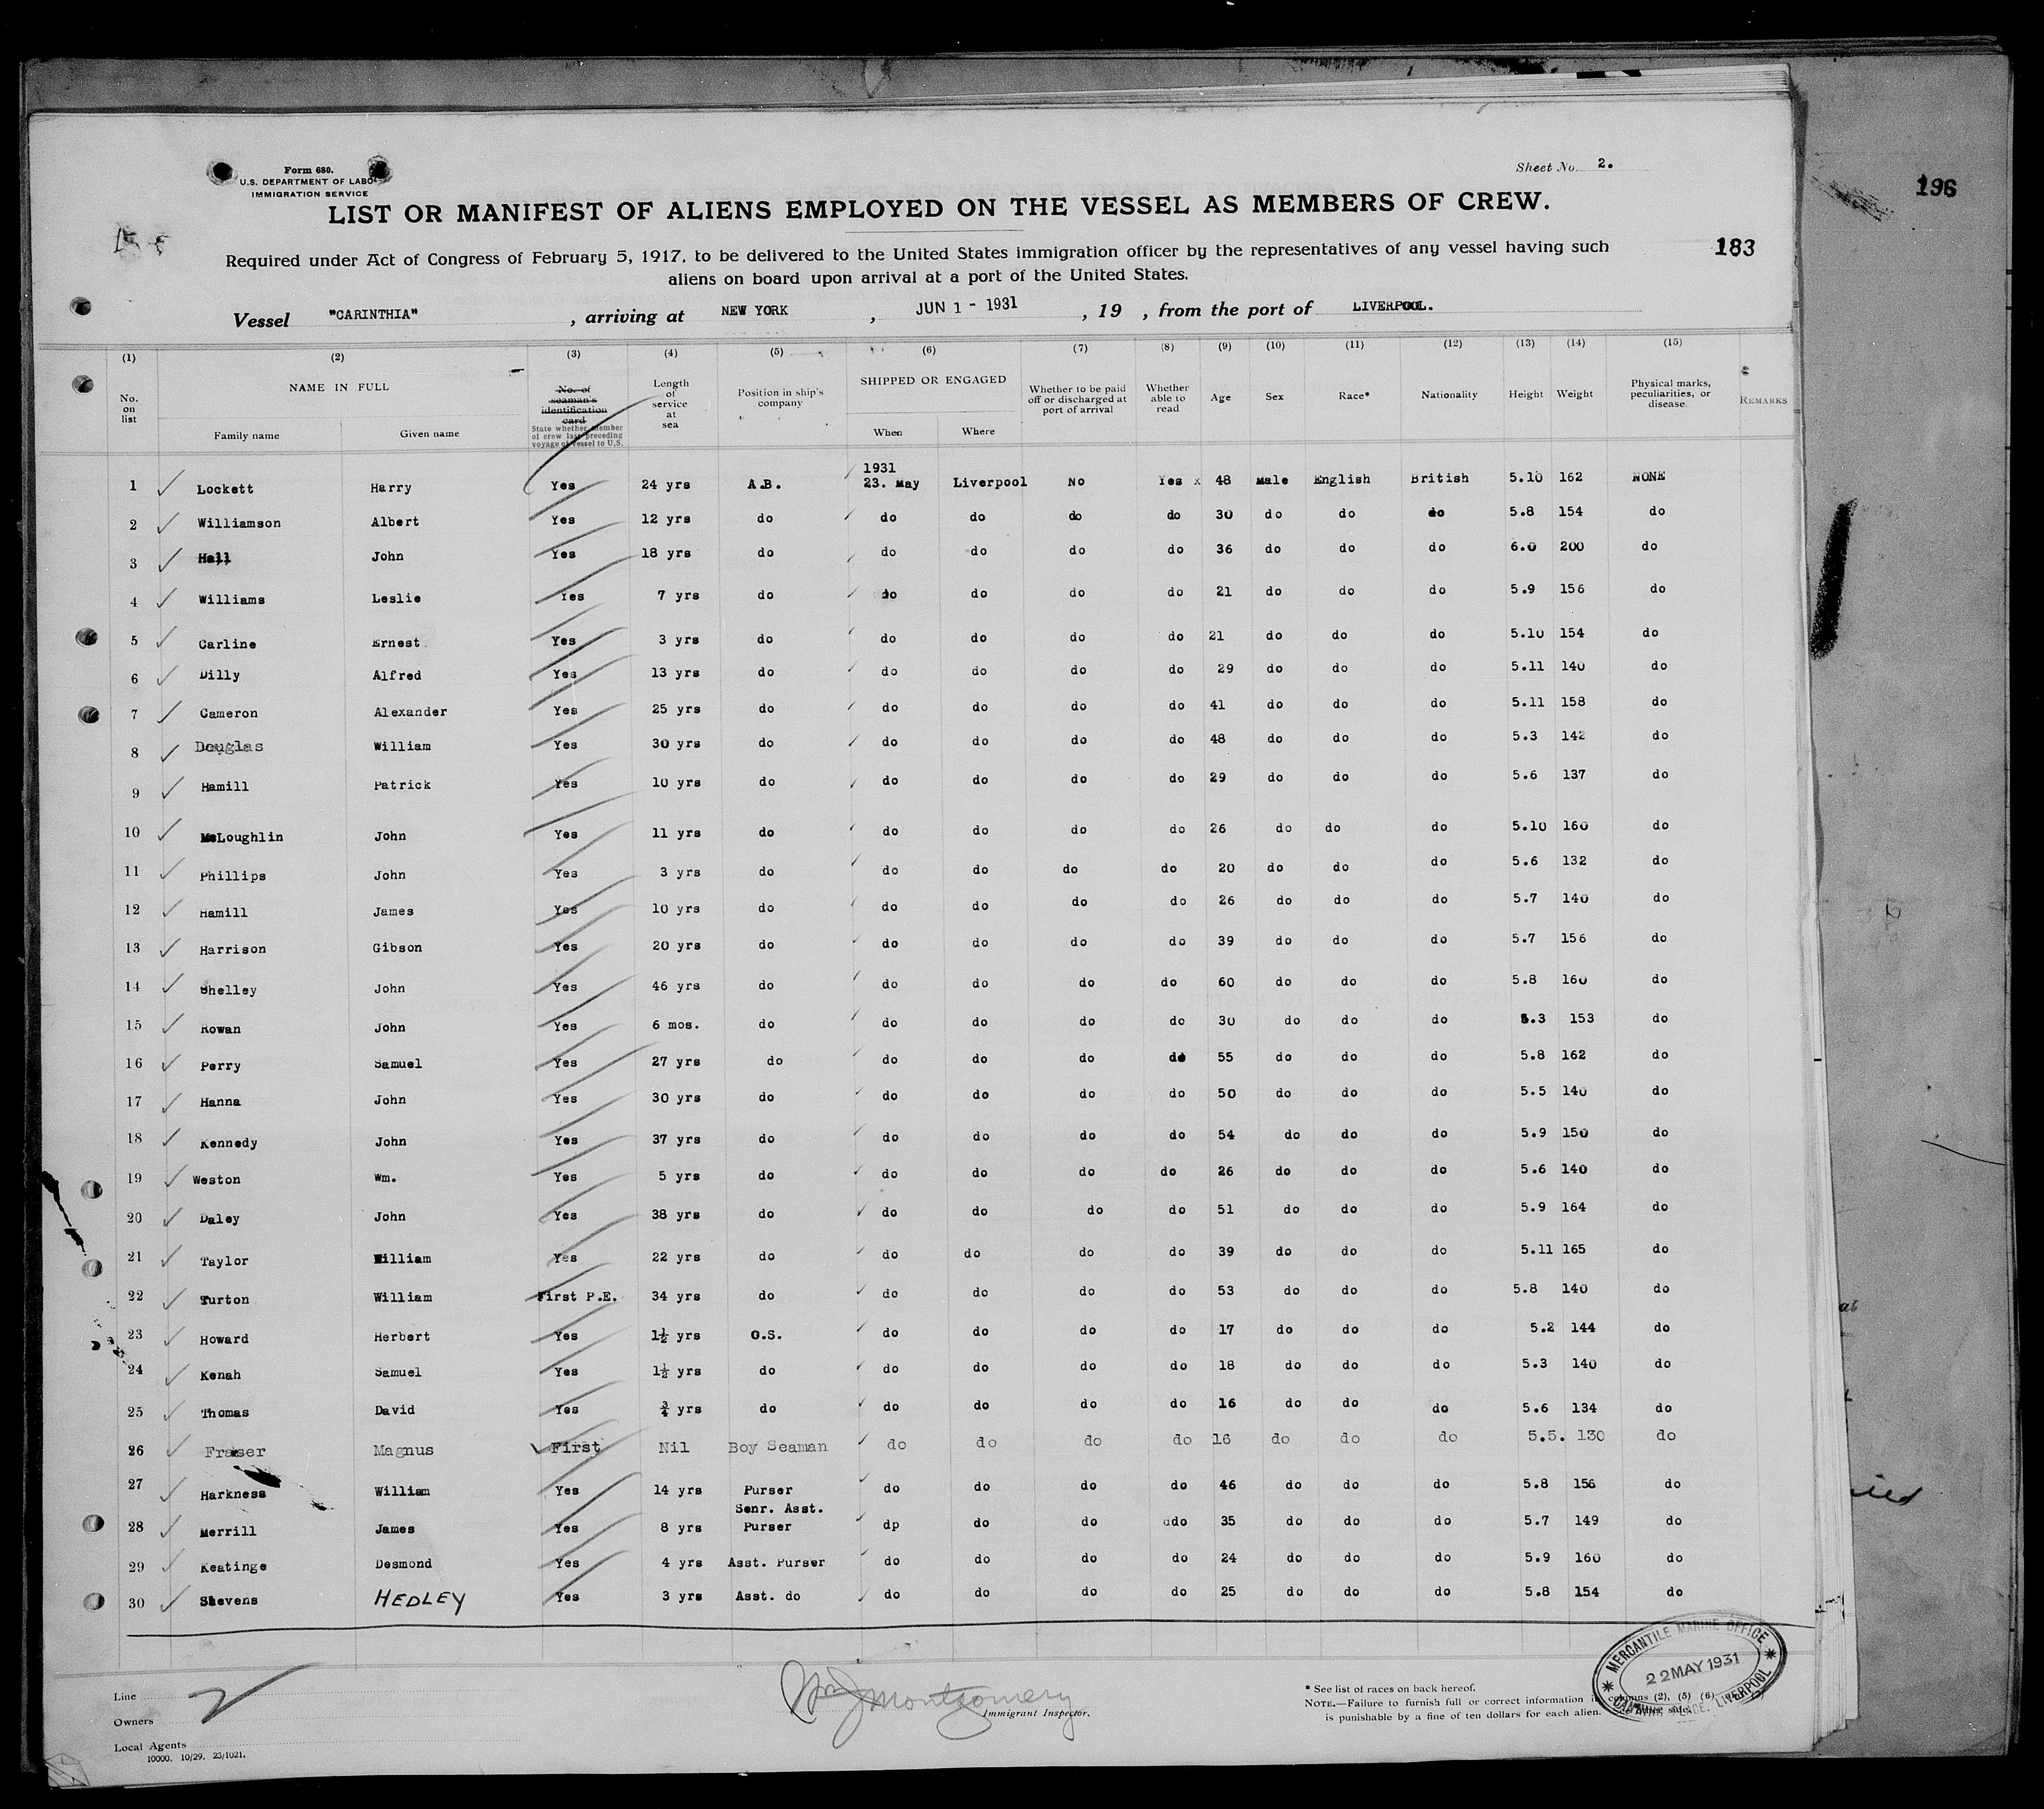 Form 680.
U.S. DEPARTMENT OF LABO
IMMIGRATION SERVICE
Sheet No. 2.
196
LIST OR MANIFEST OF ALIENS EMPLOYED ON THE VESSEL AS MEMBERS OF CREW.
183
Required under Act of Congress of February 5, 1917, to be delivered to the United States immigration officer by the representatives of any vessel having such
aliens on board upon arrival at a port of the United States.
Vessel "CARINTHIA" , arriving at NEW YORK , JUN 1 - 1931 , 19 , from the port of LIVERPOOL.
(1) (2) (3) (4) (5) (6) (7) (8) (9) (10) (11) (12) (13) (14) (15)
No. on list NAME IN FULL Family name Given name No. of seaman's identification card State whether member of crew last preceding voyage of vessel to U.S. Length of service at sea Position in ship's company SHIPPED OR ENGAGED When Where Whether to be paid off or discharged at port of arrival Whether able to read Age Sex Race* Nationality Height Weight Physical marks, peculiarities, or disease REMARKS
1931
1 Lockett Harry Yes 24 yrs A.B. 23. May Liverpool No Yes x 48 Male English British 5.10 162 NONE
2 Williamson Albert Yes 12 yrs do do do do do 30 do do do 5.8 154 do
3 Hall John Yes 18 yrs do do do do do 36 do do do 6.0 200 do
4 Williams Leslie Yes 7 yrs do do do do do 21 do do do 5.9 156 do
5 Carline Ernest Yes 3 yrs do do do do do 21 do do do 5.10 154 do
6 Dilly Alfred Yes 13 yrs do do do do do 29 do do do 5.11 140 do
7 Cameron Alexander Yes 25 yrs do do do do do 41 do do do 5.11 158 do
8 Douglas William Yes 30 yrs do do do do do 48 do do do 5.3 142 do
9 Hamill Patrick Yes 10 yrs do do do do do 29 do do do 5.6 137 do
10 McLoughlin John Yes 11 yrs do do do do do 26 do do do 5.10 160 do
11 Phillips John Yes 3 yrs do do do do do 20 do do do 5.6 132 do
12 Hamill James Yes 10 yrs do do do do do 26 do do do 5.7 140 do
13 Harrison Gibson Yes 20 yrs do do do do do 39 do do do 5.7 156 do
14 Shelley John Yes 46 yrs do do do do do 60 do do do 5.8 160 do
15 Rowan John Yes 6 mos. do do do do do 30 do do do 5.3 153 do
16 Perry Samuel Yes 27 yrs do do do do do 55 do do do 5.8 162 do
17 Hanna John Yes 30 yrs do do do do do 50 do do do 5.5 140 do
18 Kennedy John Yes 37 yrs do do do do do 54 do do do 5.9 150 do
19 Weston Wm. Yes 5 yrs do do do do do 26 do do do 5.6 140 do
20 Daley John Yes 38 yrs do do do do do 51 do do do 5.9 164 do
21 Taylor William Yes 22 yrs do do do do do 39 do do do 5.11 165 do
22 Turton William First P.E. 34 yrs do do do do do 53 do do do 5.8 140 do
23 Howard Herbert Yes 1½ yrs O.S. do do do do 17 do do do 5.2 144 do
24 Kenah Samuel Yes 1½ yrs do do do do do 18 do do do 5.3 140 do
25 Thomas David Yes ¾ yrs do do do do do 16 do do do 5.6 134 do
26 Fraser Magnus First Nil Boy Seaman do do do do 16 do do do 5.5. 130 do
27 Harkness William Yes 14 yrs Purser do do do do 46 do do do 5.8 156 do
28 Merrill James Yes 8 yrs Senr. Asst. Purser dp do do do 35 do do do 5.7 149 do
29 Keatinge Desmond Yes 4 yrs Asst. Purser do do do do 24 do do do 5.9 160 do
30 Stevens HEDLEY Yes 3 yrs Asst. do do do do do 25 do do do 5.8 154 do
Line
Owners
Local Agents
10000. 10/29. 23/1021.
Wm J Montgomery
Immigrant Inspector.
* See list of races on back hereof.
NOTE.—Failure to furnish full or correct information in columns (2), (5) (6)
is punishable by a fine of ten dollars for each alien.
MERCANTILE MARINE OFFICE
22 MAY 1931
CANNING PLACE, LIVERPOOL